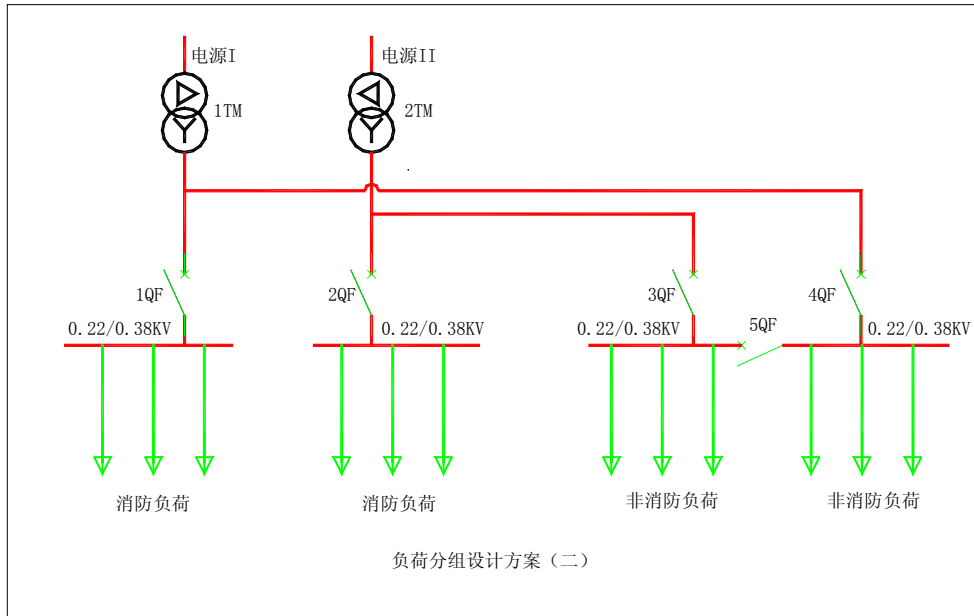 电源I
电源II
1TM
2TM
1QF
2QF
3QF
4QF
5QF
0.22/0.38KV
0.22/0.38KV
0.22/0.38KV
0.22/0.38KV
消防负荷
消防负荷
非消防负荷
非消防负荷
负荷分组设计方案（二）